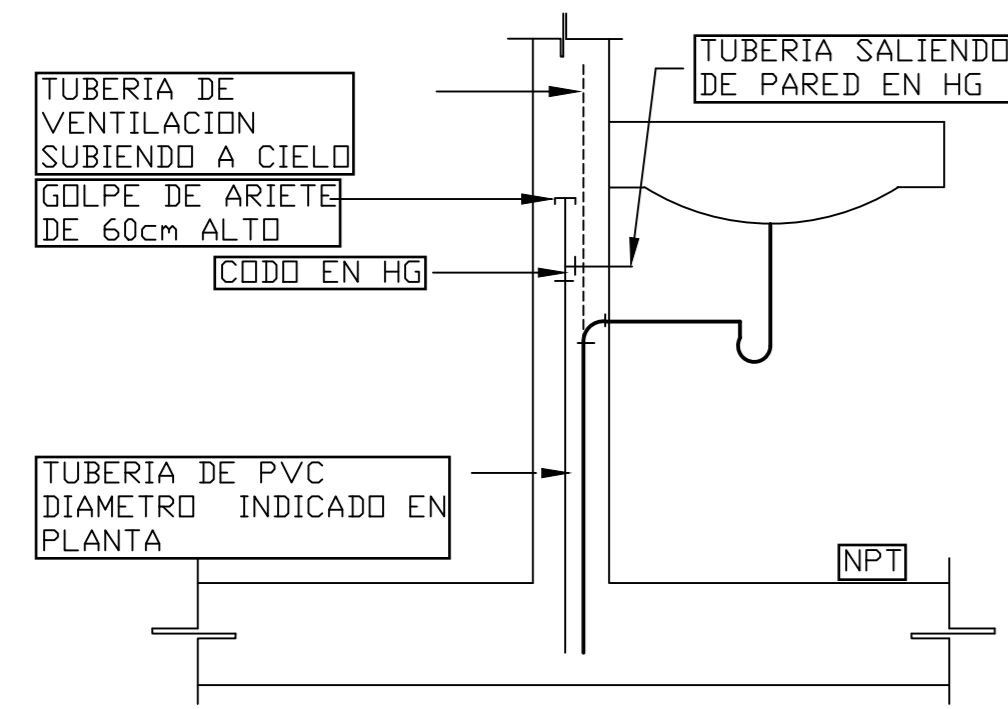 TUBERIA DE
VENTILACION
SUBIENDO A CIELO
TUBERIA SALIENDO
DE PARED EN HG
GOLPE DE ARIETE
DE 60cm ALTO
CODO EN HG
TUBERIA DE PVC
DIAMETRO INDICADO EN
PLANTA
NPT